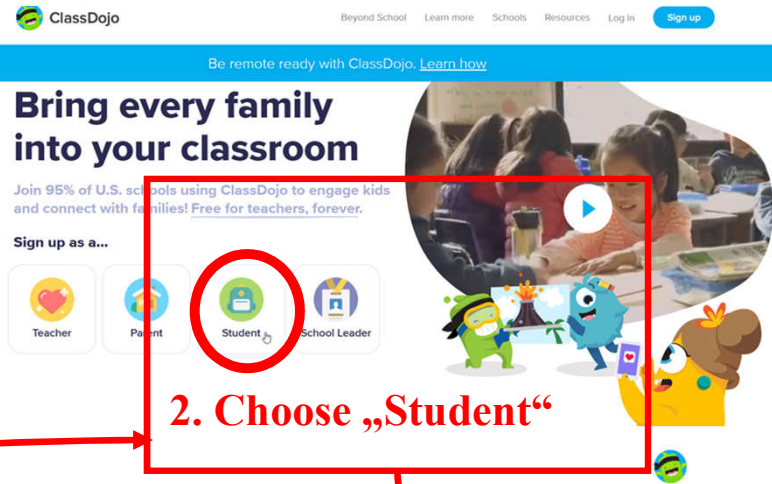 ClassDojo
Beyond School Learn more Schools Resources Log in Sign up
Be remote ready with ClassDojo. Learn how
Bring every family
into your classroom
Join 95% of U.S. schools using ClassDojo to engage kids
and connect with families! Free for teachers, forever.
Sign up as a...
Teacher Parent Student School Leader
2. Choose „Student“